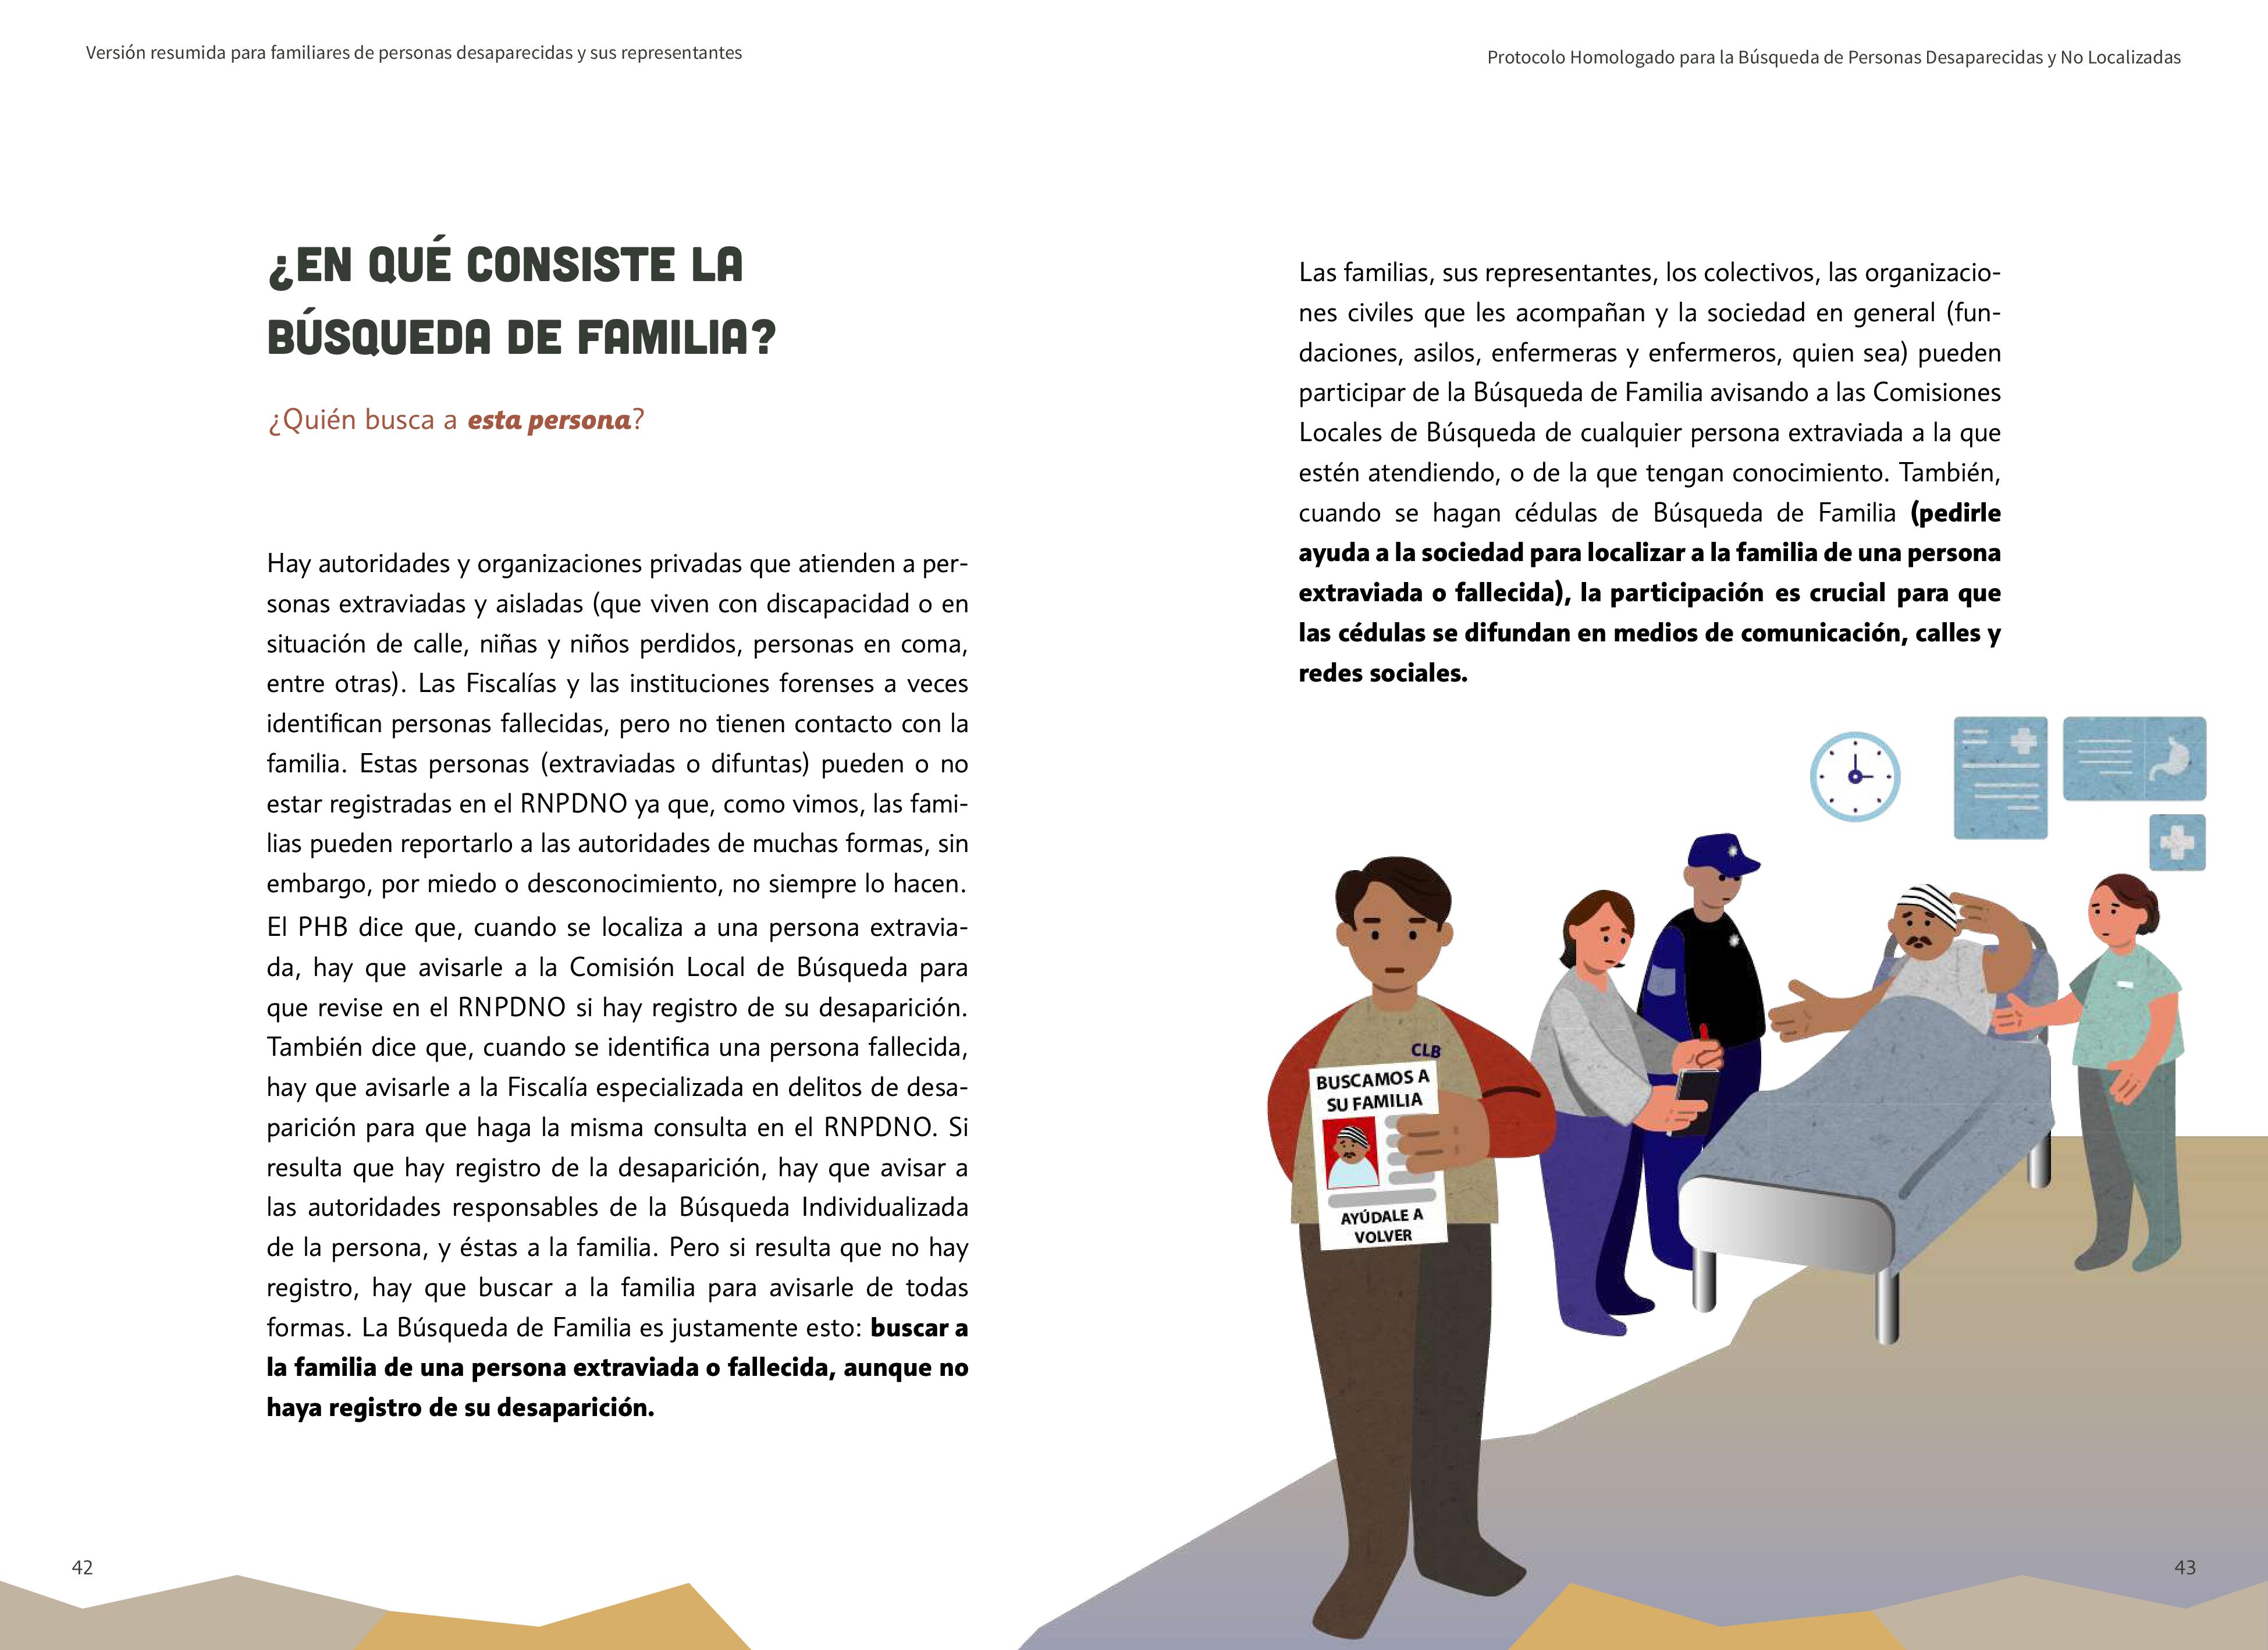 Versión resumida para familiares de personas desaparecidas y sus representantes
¿EN QUÉ CONSISTE LA
BÚSQUEDA DE FAMILIA?
¿Quién busca a esta persona?
Hay autoridades y organizaciones privadas que atienden a per-
sonas extraviadas y aisladas (que viven con discapacidad o en
situación de calle, niñas y niños perdidos, personas en coma,
entre otras). Las Fiscalías y las instituciones forenses a veces
identifican personas fallecidas, pero no tienen contacto con la
familia. Estas personas (extraviadas o difuntas) pueden o no
estar registradas en el RNPDNO ya que, como vimos, las fami-
lias pueden reportarlo a las autoridades de muchas formas, sin
embargo, por miedo o desconocimiento, no siempre lo hacen.
El PHB dice que, cuando se localiza a una persona extravia-
da, hay que avisarle a la Comisión Local de Búsqueda para
que revise en el RNPDNO si hay registro de su desaparición.
También dice que, cuando se identifica una persona fallecida,
hay que avisarle a la Fiscalía especializada en delitos de desa-
parición para que haga la misma consulta en el RNPDNO. Si
resulta que hay registro de la desaparición, hay que avisar a
las autoridades responsables de la Búsqueda Individualizada
de la persona, y éstas a la familia. Pero si resulta que no hay
registro, hay que buscar a la familia para avisarle de todas
formas. La Búsqueda de Familia es justamente esto: buscar a
la familia de una persona extraviada o fallecida, aunque no
haya registro de su desaparición.
42
Protocolo Homologado para la Búsqueda de Personas Desaparecidas y No Localizadas
Las familias, sus representantes, los colectivos, las organizacio-
nes civiles que les acompañan y la sociedad en general (fun-
daciones, asilos, enfermeras y enfermeros, quien sea) pueden
participar de la Búsqueda de Familia avisando a las Comisiones
Locales de Búsqueda de cualquier persona extraviada a la que
estén atendiendo, o de la que tengan conocimiento. También,
cuando se hagan cédulas de Búsqueda de Familia (pedirle
ayuda a la sociedad para localizar a la familia de una persona
extraviada o fallecida), la participación es crucial para que
las cédulas se difundan en medios de comunicación, calles y
redes sociales.
CLB
BUSCAMOS A
SU FAMILIA
AYÚDALE A
VOLVER
43